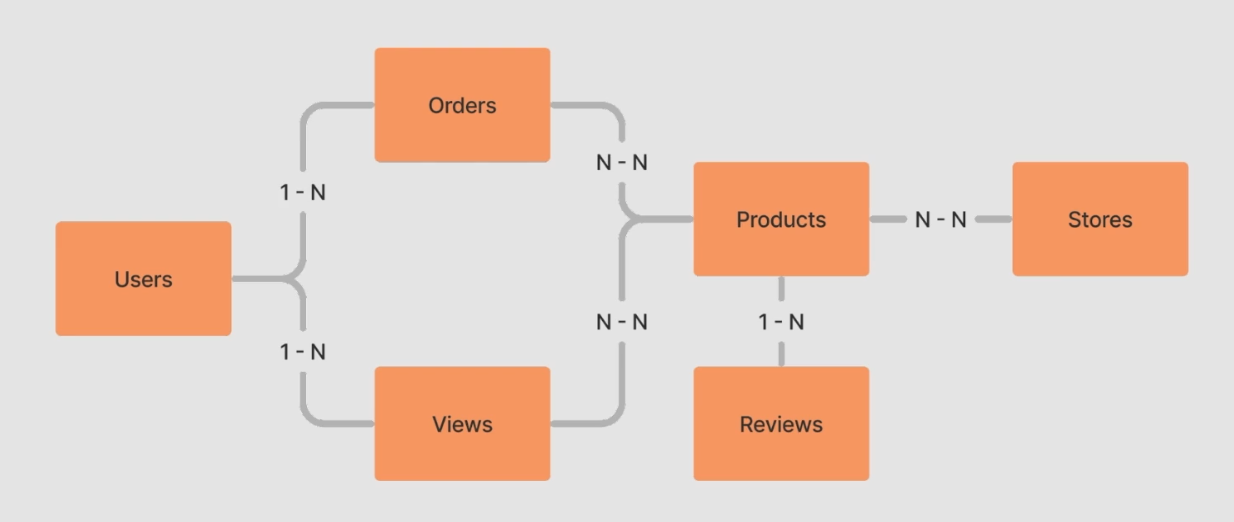 Orders
N - N
1 - N
Products
N - N
Stores
Users
N - N
1 - N
1 - N
Views
Reviews